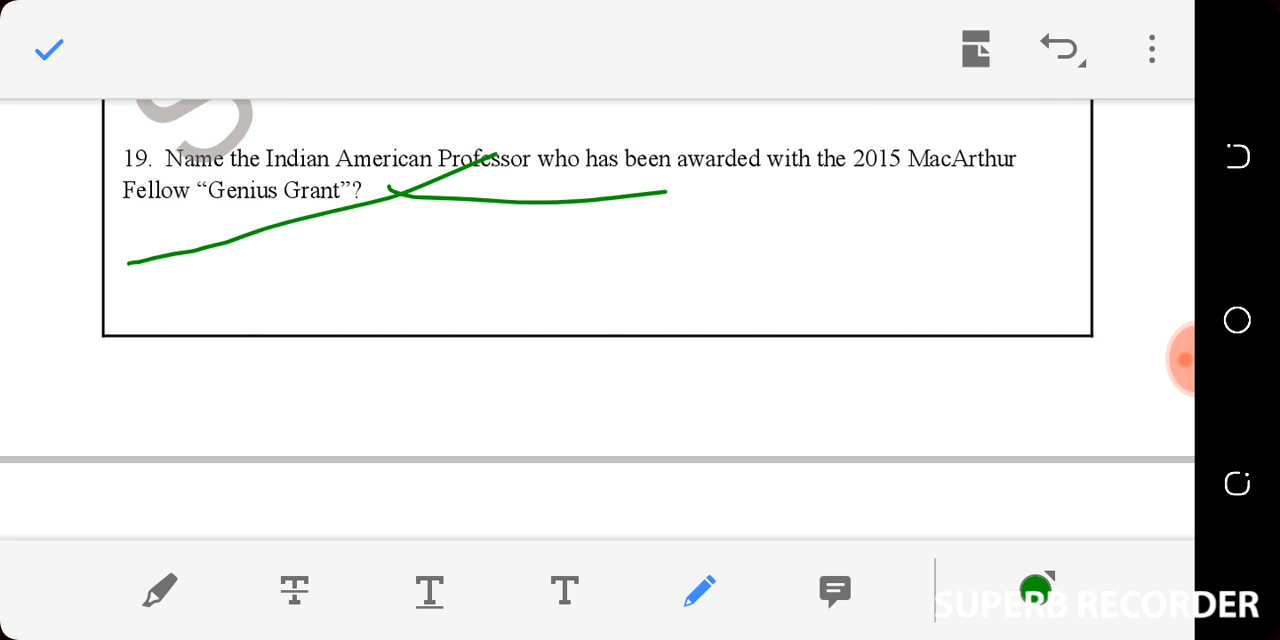 19. Name the Indian American Professor who has been awarded with the 2015 MacArthur
Fellow “Genius Grant”?
SUPERB RECORDER